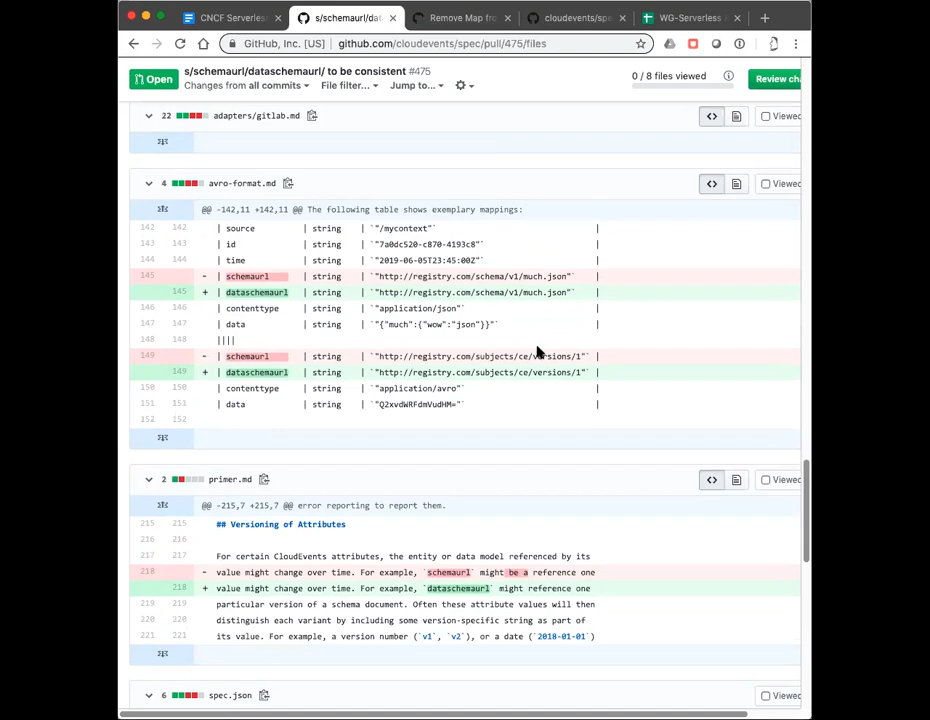 CNCF Serverless
s/schemaurl/dat
Remove Map fro
cloudevents/spe
WG-Serverless
GitHub, Inc. [US] | github.com/cloudevents/spec/pull/475/files
Open
s/schemaurl/dataschemaurl/ to be consistent #475
Changes from all commits
File filter...
Jump to...
0 / 8 files viewed
Review cha
22 adapters/gitlab.md
Viewed
4 avro-format.md
Viewed
@@ -142,11 +142,11 @@ The following table shows exemplary mappings:
142 142 | source | string | `"/mycontext"` |
143 143 | id | string | `"7a0dc520-c870-4193c8"` |
144 144 | time | string | `"2019-06-05T23:45:00Z"` |
145 - | schemaurl | string | `"http://registry.com/schema/v1/much.json"` |
145 + | dataschemaurl | string | `"http://registry.com/schema/v1/much.json"` |
146 146 | contenttype | string | `"application/json"` |
147 147 | data | string | `"{"much":{"wow":"json"}}"` |
148 148 ||||
149 - | schemaurl | string | `"http://registry.com/subjects/ce/versions/1"` |
149 + | dataschemaurl | string | `"http://registry.com/subjects/ce/versions/1"` |
150 150 | contenttype | string | `"application/avro"` |
151 151 | data | string | `"Q2xvdWRFdmVudHM="` |
152 152
2 primer.md
Viewed
@@ -215,7 +215,7 @@ error reporting to report them.
215 215 ## Versioning of Attributes
216 216
217 217 For certain CloudEvents attributes, the entity or data model referenced by its
218 - value might change over time. For example, `schemaurl` might be a reference one
218 + value might change over time. For example, `dataschemaurl` might reference one
219 219 particular version of a schema document. Often these attribute values will then
220 220 distinguish each variant by including some version-specific string as part of
221 221 its value. For example, a version number (`v1`, `v2`), or a date (`2018-01-01`)
6 spec.json
Viewed